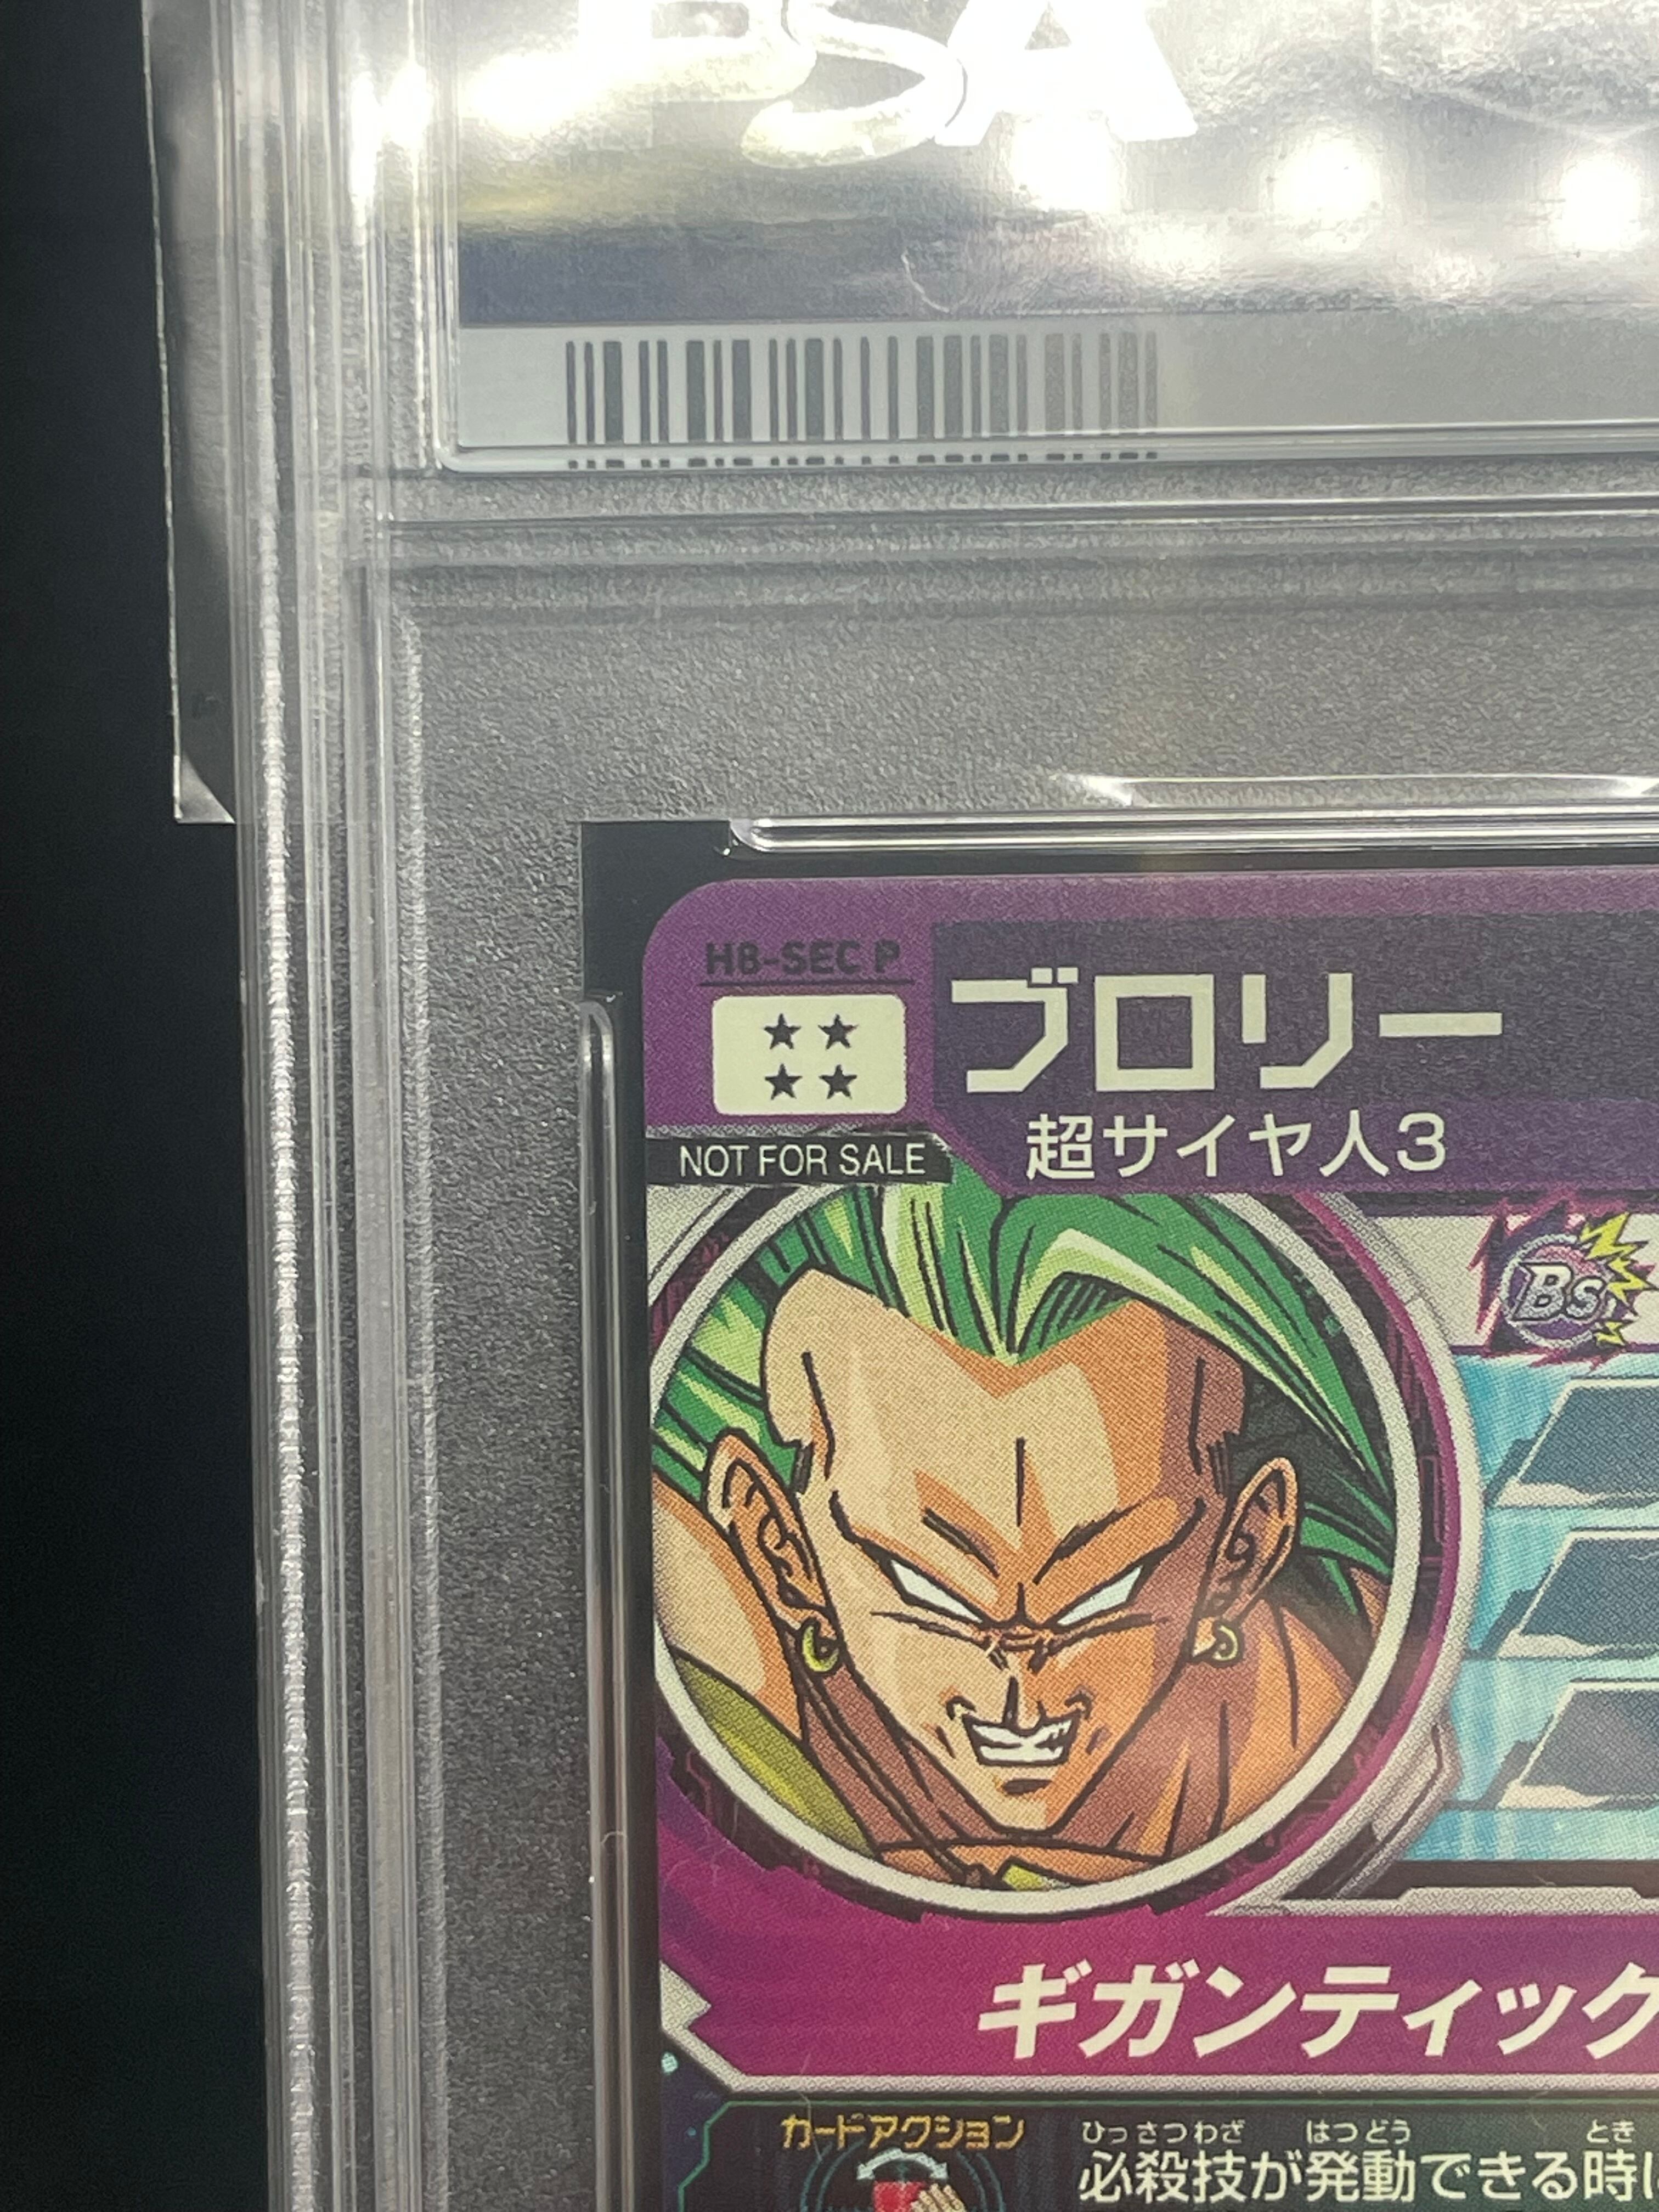 PSA
H8-SEC P
ブロリー
超サイヤ人3
NOT FOR SALE
Bs
ギガンティック
カードアクション
ひっさつわざ はつどう とき
必殺技が発動できる時に